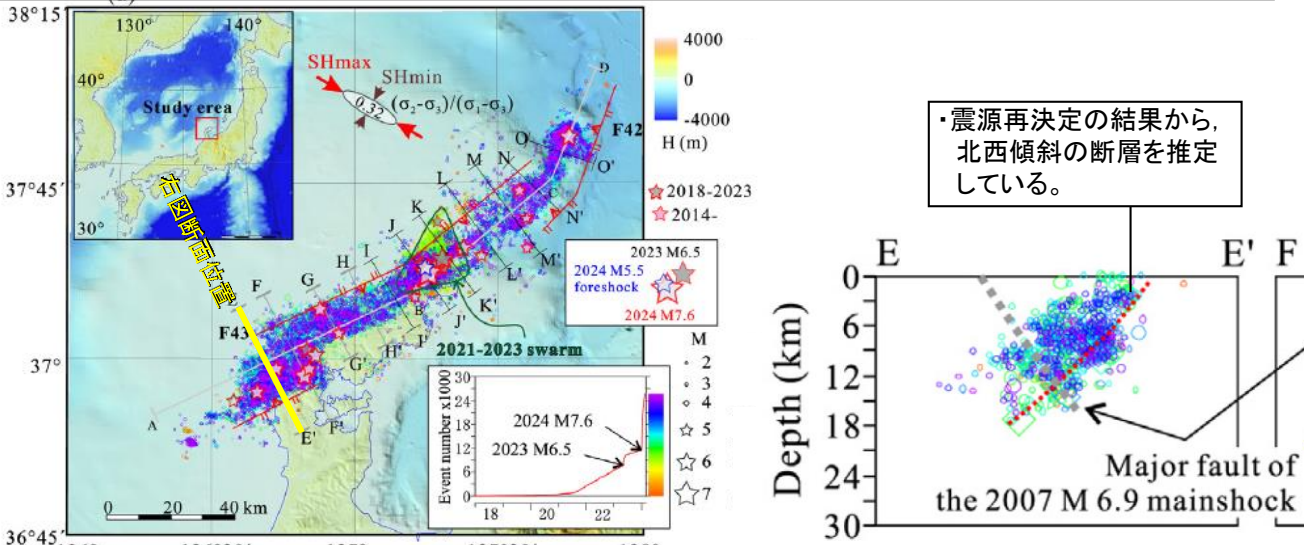 38°15′
130°
140°
40°
Study erea
30°
SHmax
SHmin
0.32
(σ₂-σ₃)/(σ₁-σ₃)
4000
0
-4000
H (m)
F42
O
O'
D
N
M
L
K
J
I
H
G
F
E
C
N'
M'
L'
K'
J'
I'
H'
G'
F'
E'
B
A
F43
37°45′
37°
36°45′
2018-2023
2014-
2023 M6.5
2024 M5.5
foreshock
2024 M7.6
2021-2023 swarm
右図断面位置
M
2
3
4
5
6
7
Event number x1000
30
24
18
12
6
0
2024 M7.6
2023 M6.5
18 20 22
0 20 40 km
・震源再決定の結果から,
北西傾斜の断層を推定
している。
E E' F
Depth (km)
0
6
12
18
24
30
Major fault of
the 2007 M 6.9 mainshock